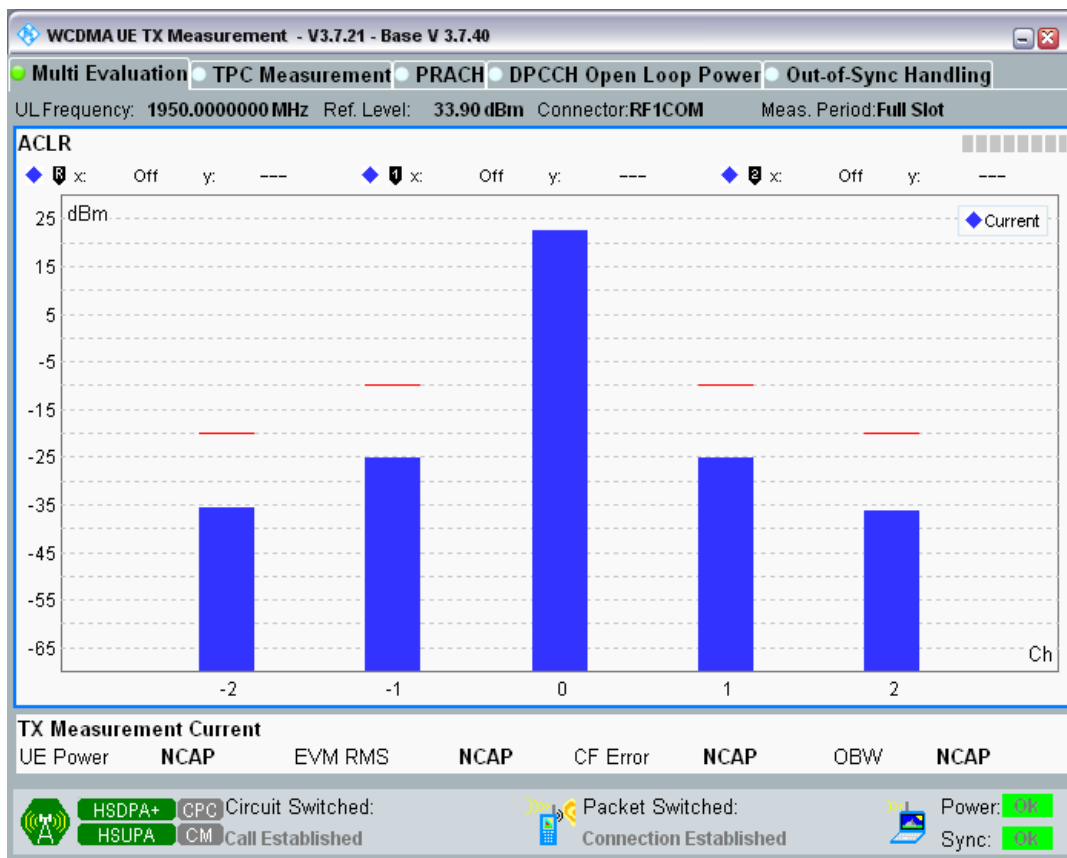 WCDMA UE TX Measurement - V3.7.21 - Base V 3.7.40
Multi Evaluation TPC Measurement PRACH DPCCH Open Loop Power Out-of-Sync Handling
UL Frequency: 1950.0000000 MHz Ref. Level: 33.90 dBm Connector:RF1COM Meas. Period:Full Slot
ACLR
R x: Off y: --- 1 x: Off y: --- 2 x: Off y: ---
dBm
Current
25
15
5
-5
-15
-25
-35
-45
-55
-65
Ch
-2 -1 0 1 2
TX Measurement Current
UE Power NCAP EVM RMS NCAP CF Error NCAP OBW NCAP
HSDPA+ CPC Circuit Switched: Packet Switched: Power: Ok
HSUPA CM Call Established Connection Established Sync: Ok